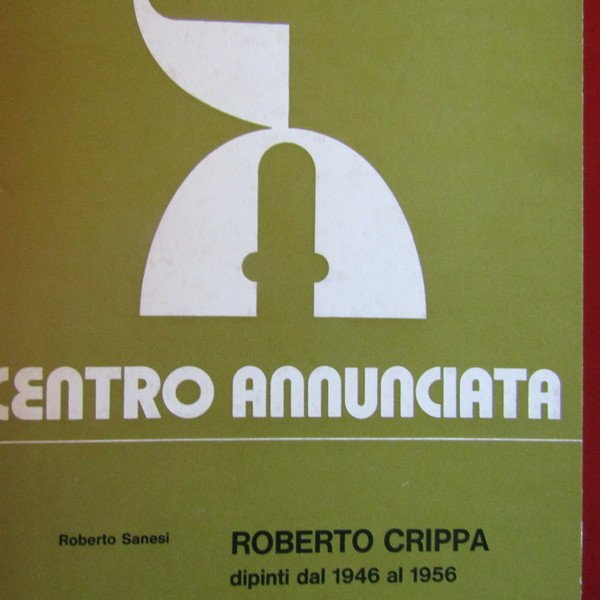 CENTRO ANNUNCIATA
Roberto Sanesi
ROBERTO CRIPPA
dipinti dal 1946 al 1956